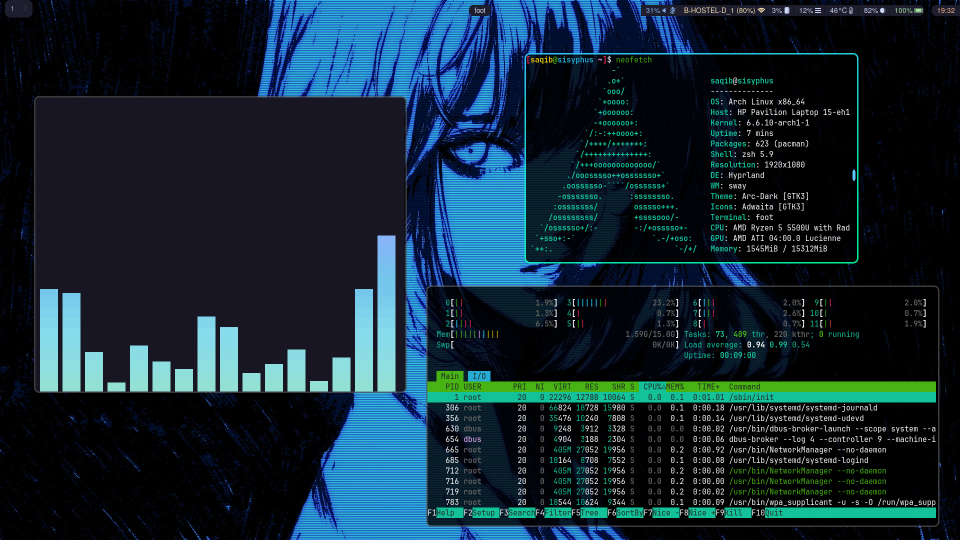 1
foot
31% B-HOSTEL-D_1 (80%) 3% 12% 46°C 82% 100% 19:32
[saqib@sisyphus ~]$ neofetch
saqib@sisyphus
--------------
OS: Arch Linux x86_64
Host: HP Pavilion Laptop 15-eh1
Kernel: 6.6.10-arch1-1
Uptime: 7 mins
Packages: 623 (pacman)
Shell: zsh 5.9
Resolution: 1920x1080
DE: Hyprland
WM: sway
Theme: Arc-Dark [GTK3]
Icons: Adwaita [GTK3]
Terminal: foot
CPU: AMD Ryzen 5 5500U with Rad
GPU: AMD ATI 04:00.0 Lucienne
Memory: 1545MiB / 15312MiB
0[|| 1.9%] 3[|||||||| 23.2%] 6[||| 2.0%] 9[|| 2.0%]
1[|| 1.3%] 4[| 0.7%] 7[||| 2.6%] 10[| 0.7%]
2[|||| 6.5%] 5[|| 1.3%] 8[| 0.7%] 11[|| 1.9%]
Mem[||||||||||| 1.59G/15.0G] Tasks: 73, 489 thr, 220 kthr; 0 running
Swp[ 0K/0K] Load average: 0.94 0.99 0.54
Uptime: 00:09:00
Main I/O
PID USER PRI NI VIRT RES SHR S CPU%△MEM% TIME+ Command
1 root 20 0 22296 12788 10064 S 0.0 0.1 0:01.01 /sbin/init
306 root 20 0 66824 18728 15980 S 0.0 0.1 0:00.18 /usr/lib/systemd/systemd-journald
356 root 20 0 35476 10240 7808 S 0.0 0.1 0:00.14 /usr/lib/systemd/systemd-udevd
630 dbus 20 0 9248 3912 3328 S 0.0 0.0 0:00.02 /usr/bin/dbus-broker-launch --scope system --a
654 dbus 20 0 4904 3188 2304 S 0.0 0.0 0:00.06 dbus-broker --log 4 --controller 9 --machine-i
665 root 20 0 405M 27052 19956 S 0.0 0.2 0:00.92 /usr/bin/NetworkManager --no-daemon
685 root 20 0 18164 8708 7552 S 0.0 0.1 0:00.08 /usr/lib/systemd/systemd-logind
712 root 20 0 405M 27052 19956 S 0.0 0.2 0:00.00 /usr/bin/NetworkManager --no-daemon
716 root 20 0 405M 27052 19956 S 0.0 0.2 0:00.00 /usr/bin/NetworkManager --no-daemon
719 root 20 0 405M 27052 19956 S 0.0 0.2 0:00.02 /usr/bin/NetworkManager --no-daemon
783 root 20 0 18544 10624 9344 S 0.0 0.1 0:00.09 /usr/bin/wpa_supplicant -u -s -O /run/wpa_supp
F1Help F2Setup F3SearchF4FilterF5Tree F6SortByF7Nice -F8Nice +F9Kill F10Quit